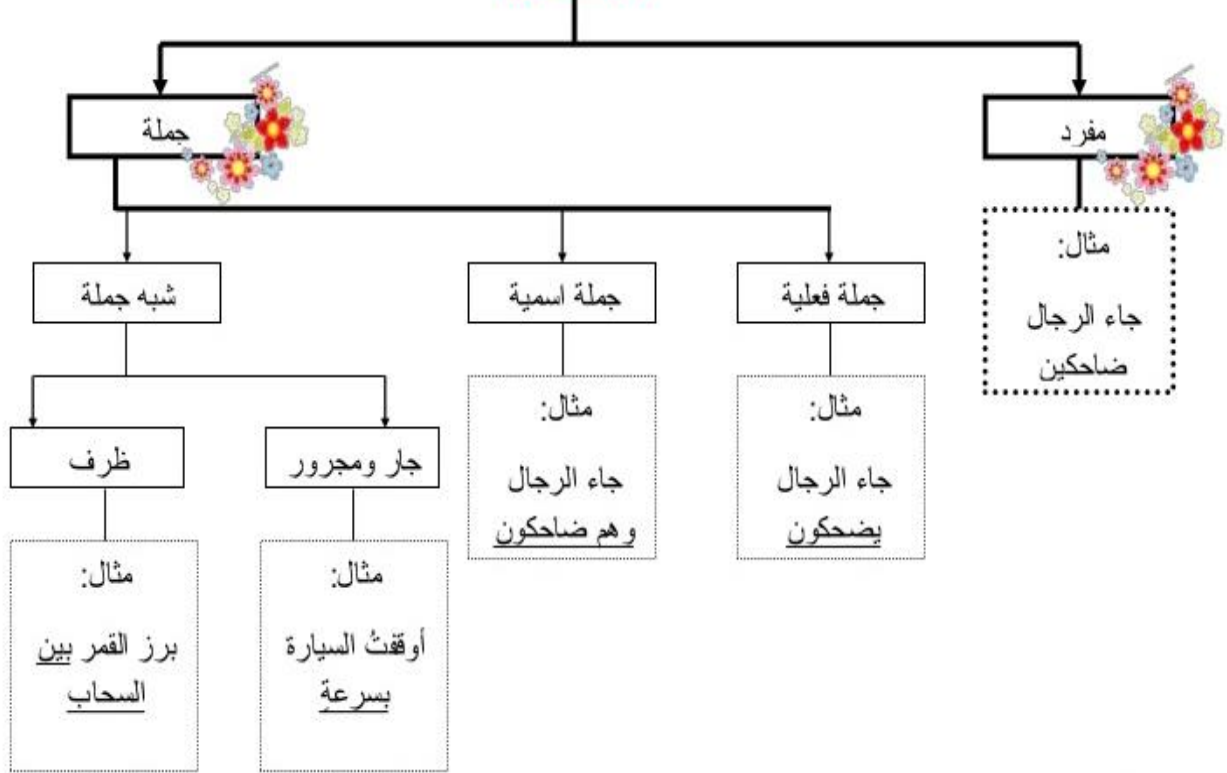 مفرد
مثال:
جاء الرجال
ضاحكين
جملة
جملة فعلية
مثال:
جاء الرجال
يضحكون
جملة اسمية
مثال:
جاء الرجال
وهم ضاحكون
شبه جملة
جار ومجرور
مثال:
أوقفتُ السيارة
بسرعةٍ
ظرف
مثال:
برز القمر بين
السحاب